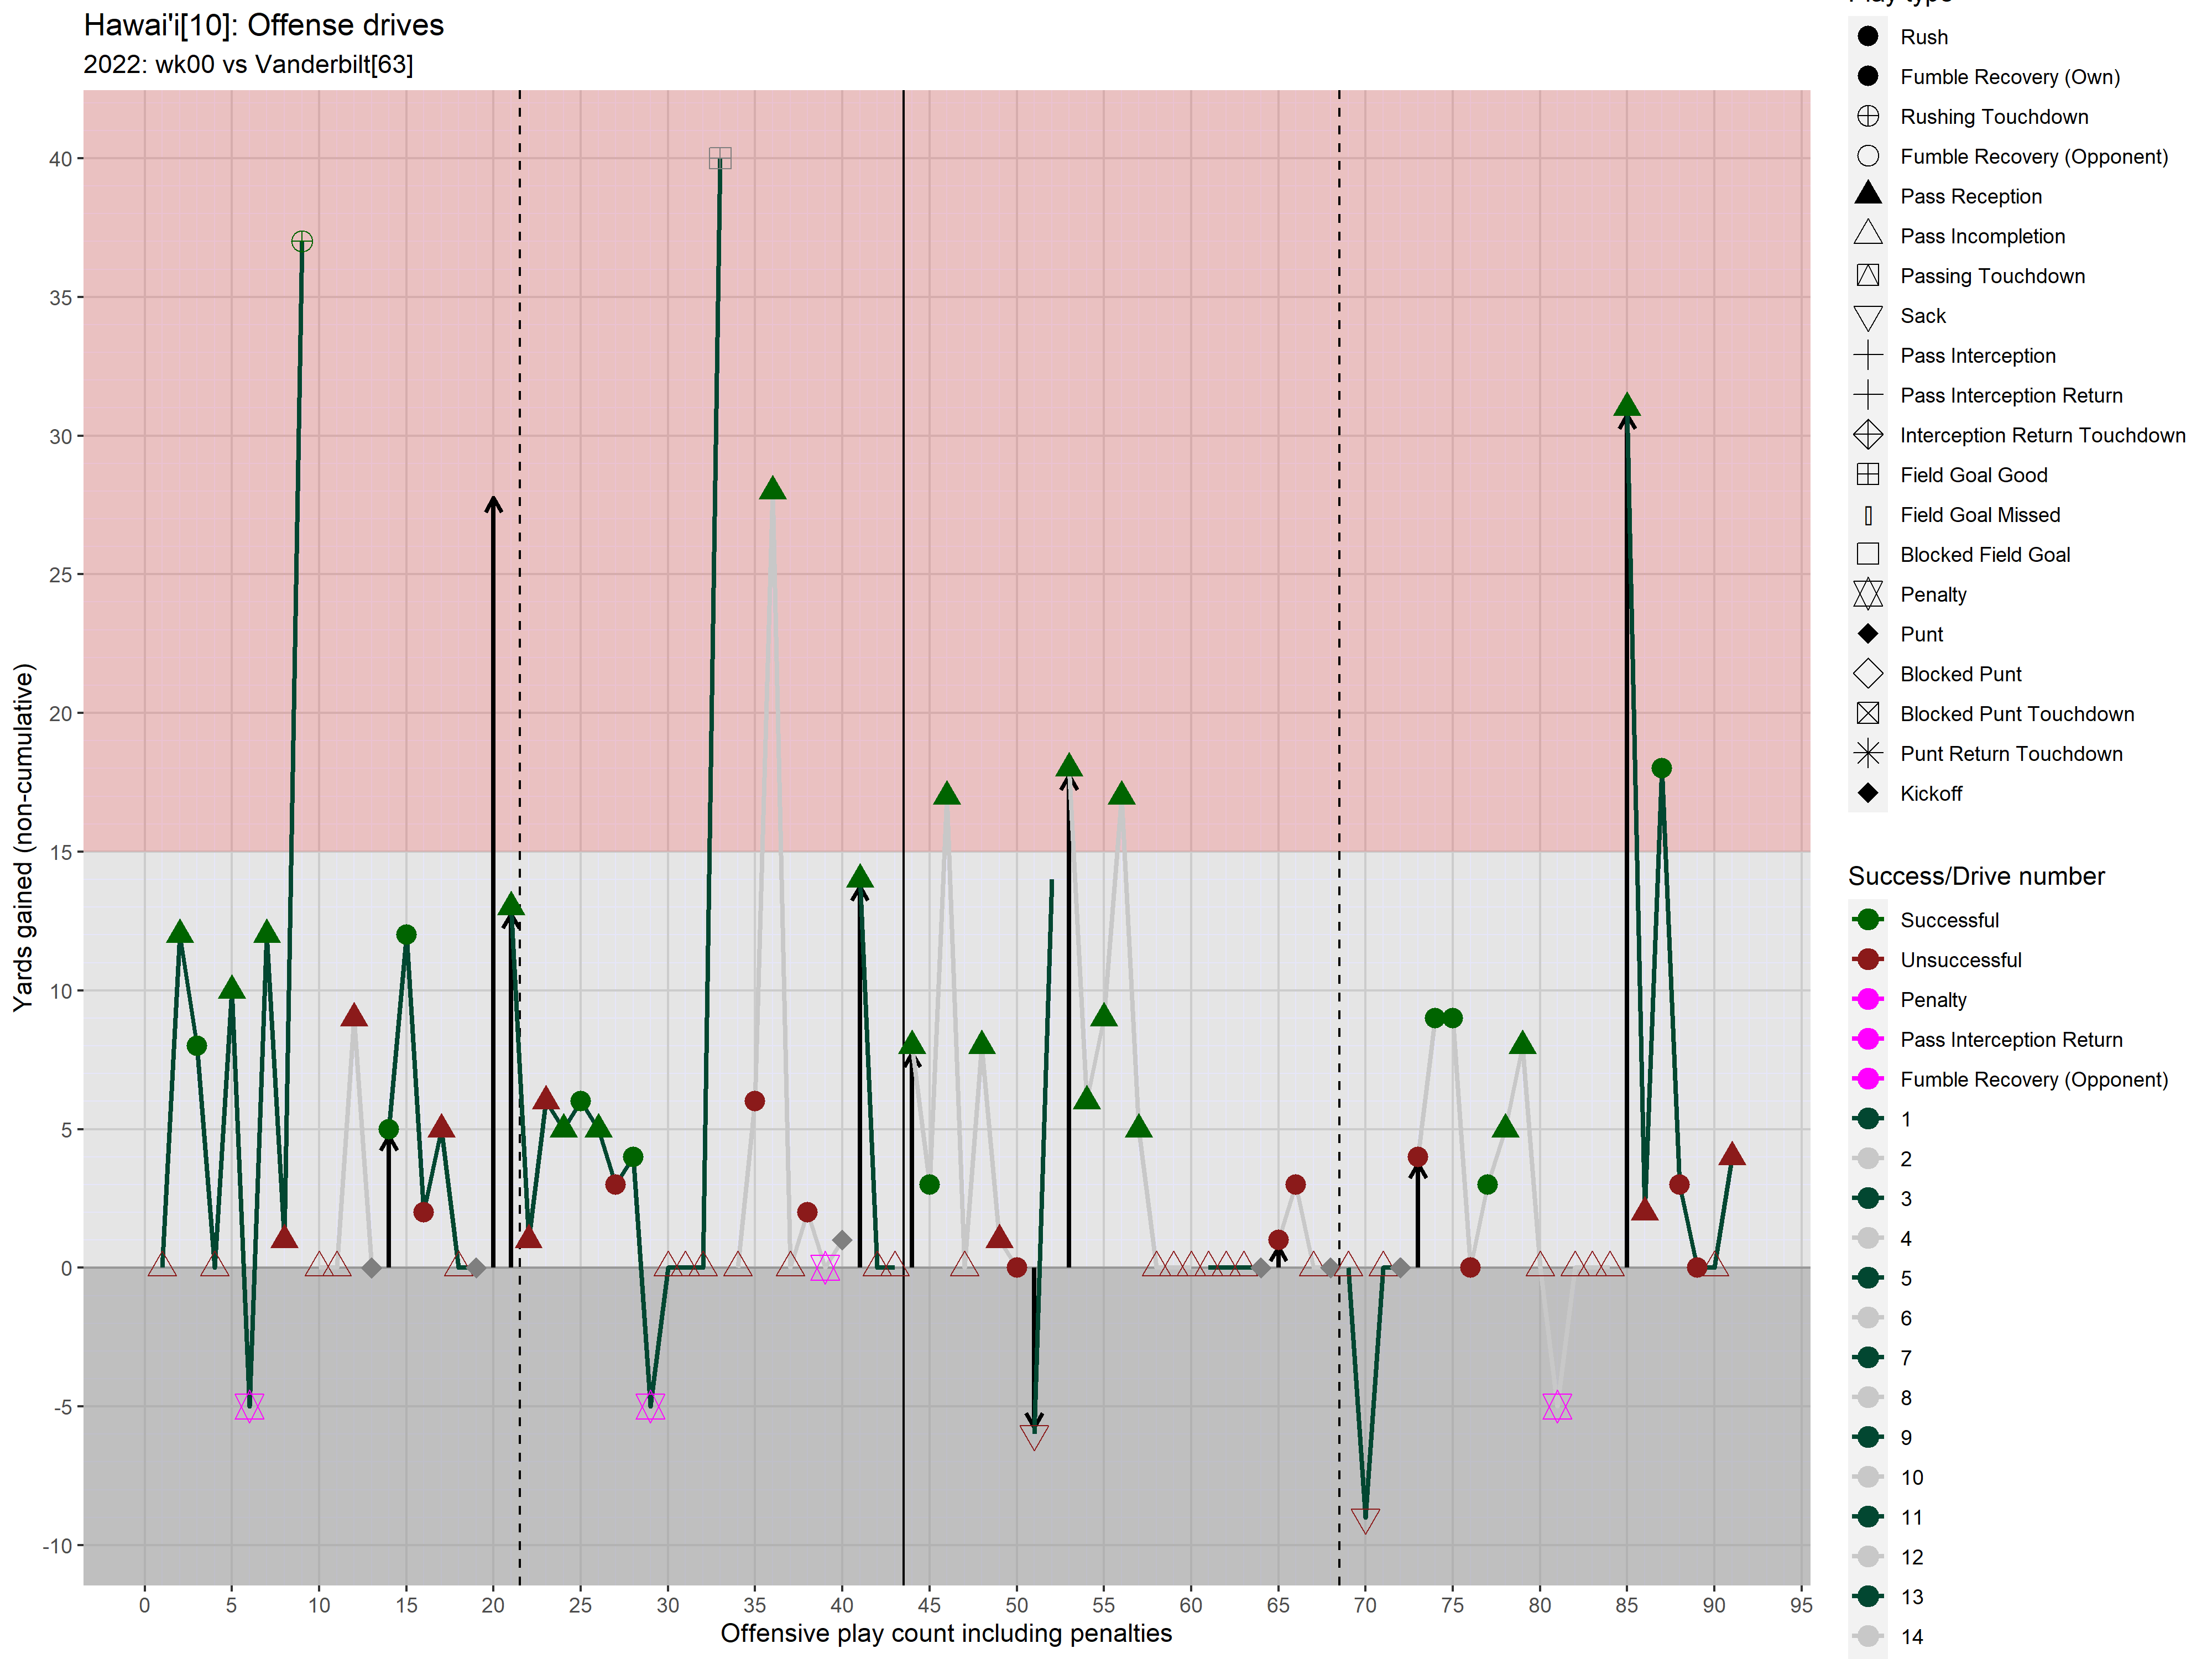 Hawai'i[10]: Offense drives
2022: wk00 vs Vanderbilt[63]
40
35
30
25
20
15
10
5
0
-5
-10
Yards gained (non-cumulative)
0 5 10 15 20 25 30 35 40 45 50 55 60 65 70 75 80 85 90 95
Offensive play count including penalties
Play type
Rush
Fumble Recovery (Own)
Rushing Touchdown
Fumble Recovery (Opponent)
Pass Reception
Pass Incompletion
Passing Touchdown
Sack
Pass Interception
Pass Interception Return
Interception Return Touchdown
Field Goal Good
Field Goal Missed
Blocked Field Goal
Penalty
Punt
Blocked Punt
Blocked Punt Touchdown
Punt Return Touchdown
Kickoff
Success/Drive number
Successful
Unsuccessful
Penalty
Pass Interception Return
Fumble Recovery (Opponent)
1
2
3
4
5
6
7
8
9
10
11
12
13
14